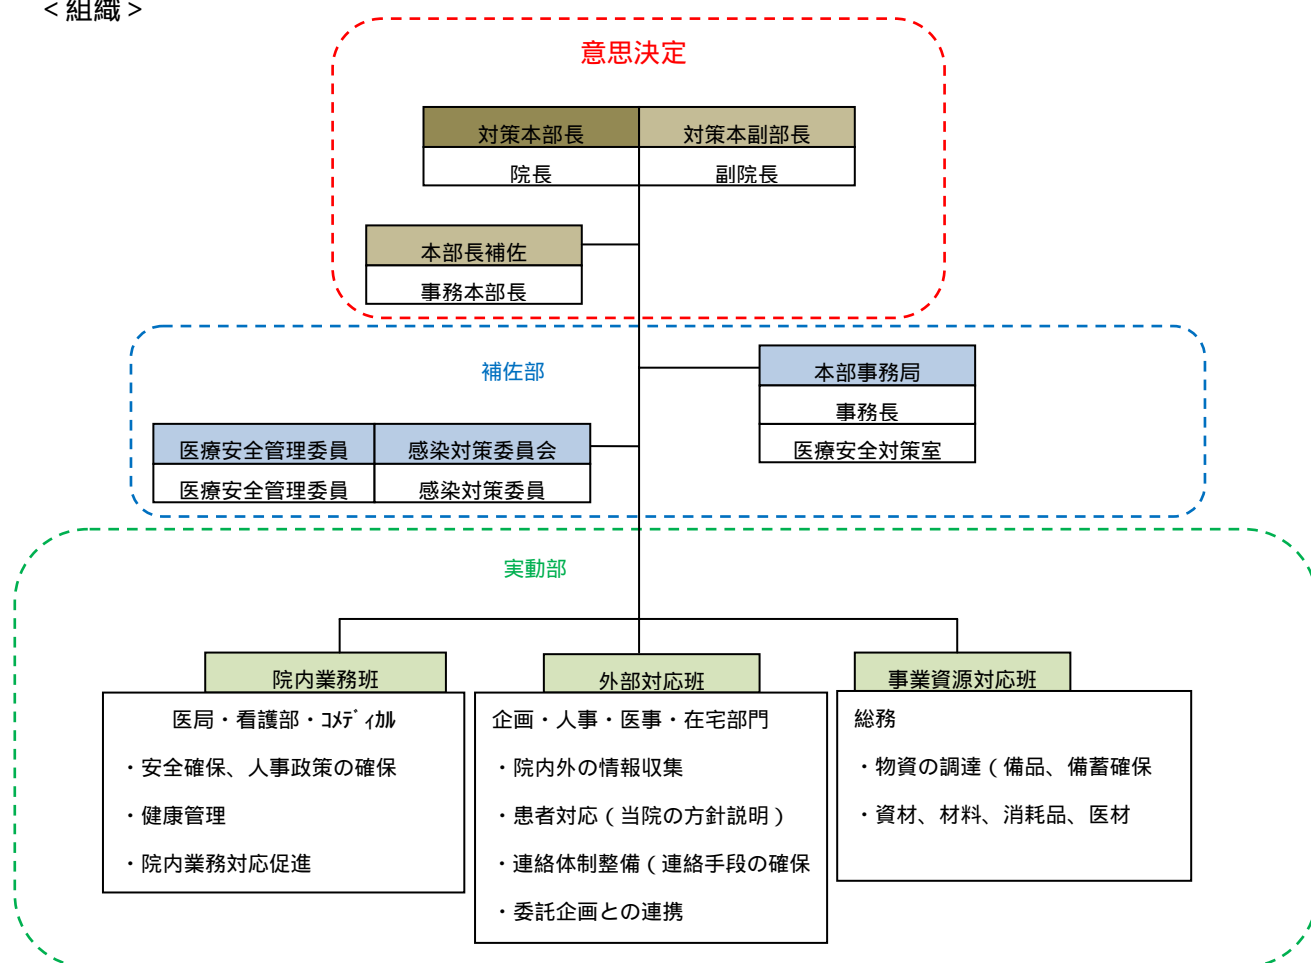 <組織>
意思決定
対策本部長
対策本副部長
院長
副院長
本部長補佐
事務本部長
補佐部
本部事務局
事務長
医療安全対策室
医療安全管理委員
感染対策委員会
医療安全管理委員
感染対策委員
実動部
院内業務班
医局・看護部・ｺﾒﾃﾞｨｶﾙ
・安全確保、人事政策の確保
・健康管理
・院内業務対応促進
外部対応班
企画・人事・医事・在宅部門
・院内外の情報収集
・患者対応(当院の方針説明)
・連絡体制整備(連絡手段の確保
・委託企画との連携
事業資源対応班
総務
・物資の調達(備品、備蓄確保
・資材、材料、消耗品、医材